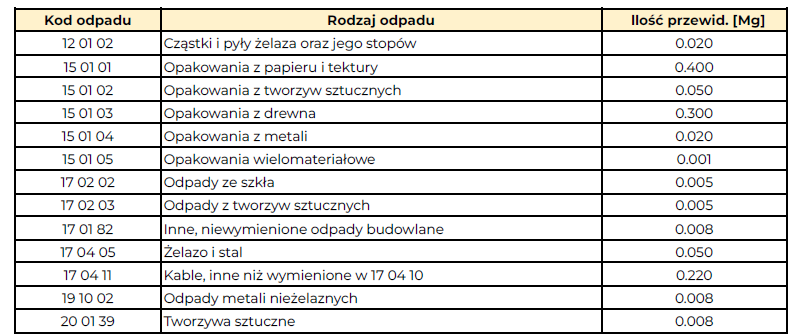 Kod odpadu Rodzaj odpadu Ilość przewid. [Mg]
12 01 02 Cząstki i pyły żelaza oraz jego stopów 0.020
15 01 01 Opakowania z papieru i tektury 0.400
15 01 02 Opakowania z tworzyw sztucznych 0.050
15 01 03 Opakowania z drewna 0.300
15 01 04 Opakowania z metali 0.020
15 01 05 Opakowania wielomateriałowe 0.001
17 02 02 Odpady ze szkła 0.005
17 02 03 Odpady z tworzyw sztucznych 0.005
17 01 82 Inne, niewymienione odpady budowlane 0.008
17 04 05 Żelazo i stal 0.050
17 04 11 Kable, inne niż wymienione w 17 04 10 0.220
19 10 02 Odpady metali nieżelaznych 0.008
20 01 39 Tworzywa sztuczne 0.008